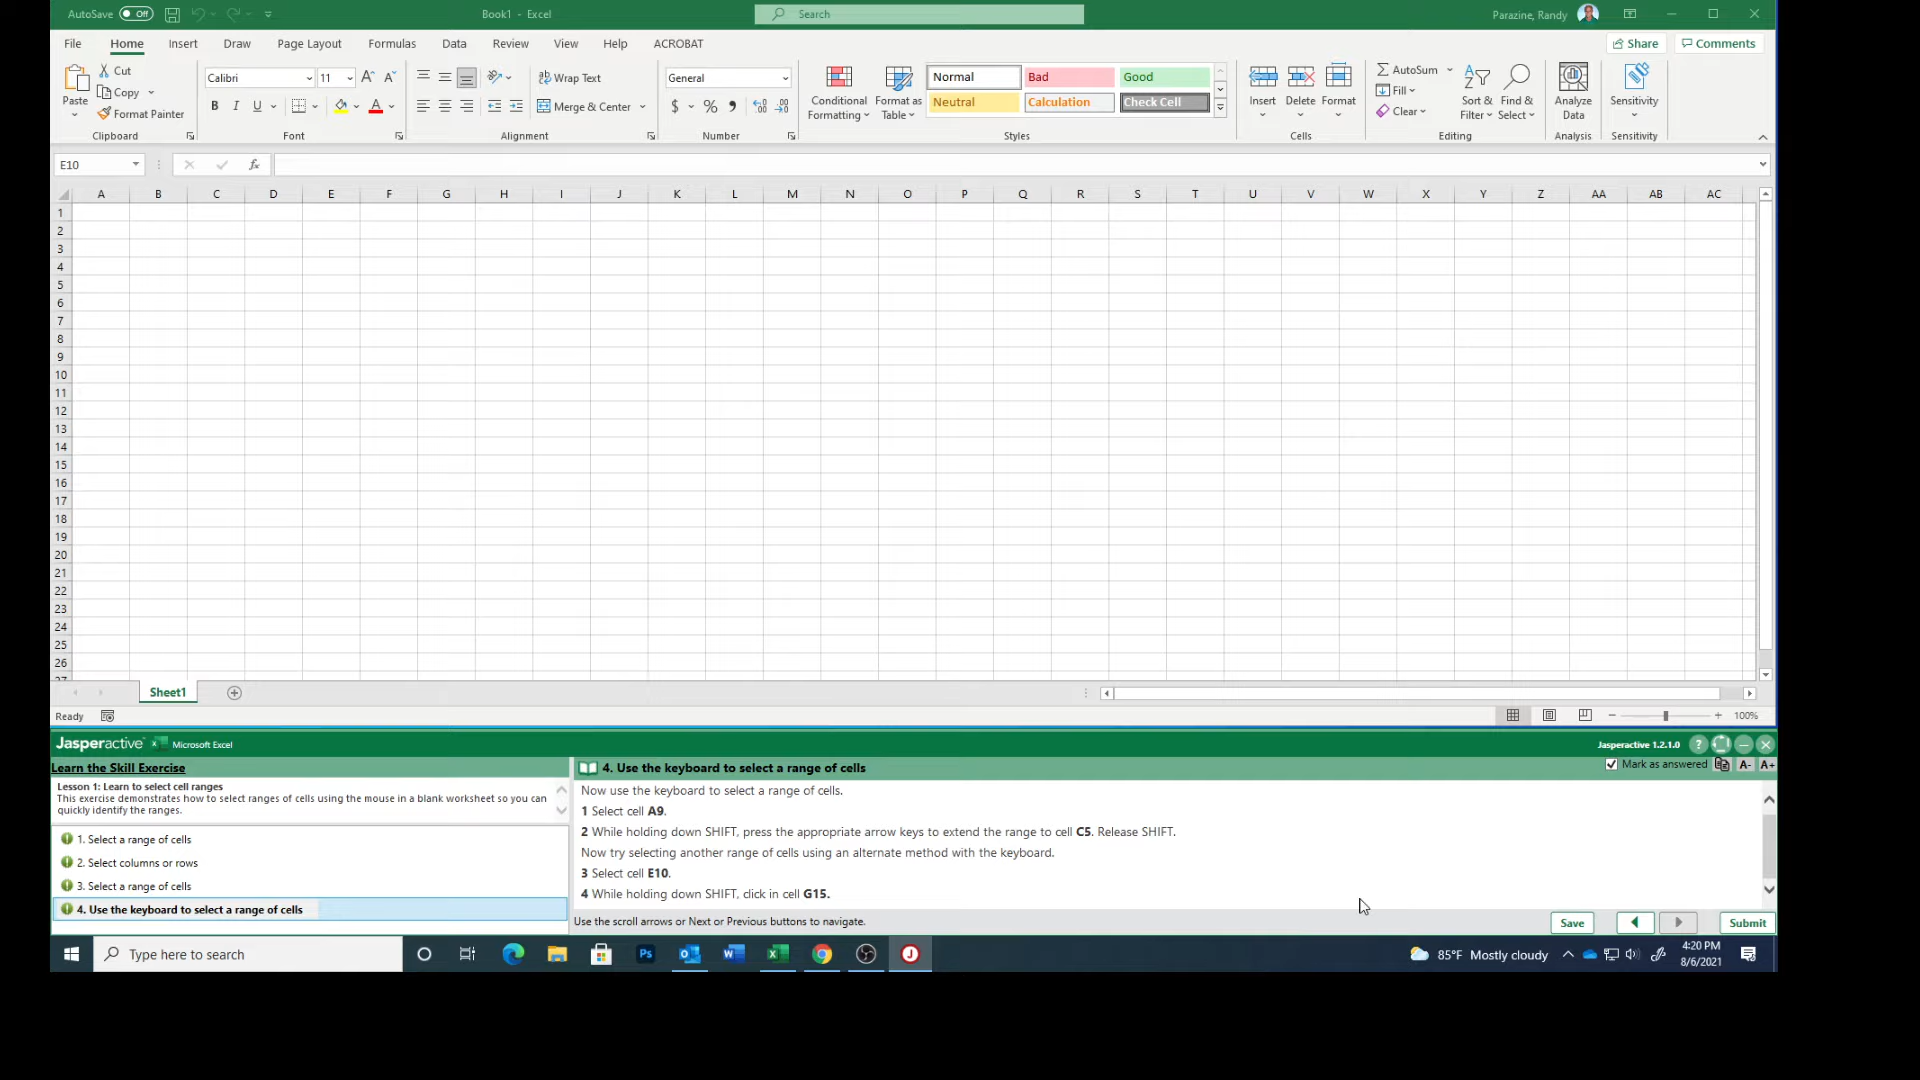 AutoSave Off Book1 - Excel Search Parazine, Randy
File Home Insert Draw Page Layout Formulas Data Review View Help ACROBAT Share Comments
Cut Calibri 11 Wrap Text General Normal Bad Good AutoSum
Paste Copy Conditional Formatting Format as Table Insert Delete Format Fill Sort & Filter Find & Select Analyze Data Sensitivity
Format Painter B I U A Merge & Center $ % Neutral Calculation Check Cell Clear
Clipboard Font Alignment Number Styles Cells Editing Analysis Sensitivity
E10 fx
A B C D E F G H I J K L M N O P Q R S T U V W X Y Z AA AB AC
1
2
3
4
5
6
7
8
9
10
11
12
13
14
15
16
17
18
19
20
21
22
23
24
25
26
27
Sheet1
Ready 100%
Jasperactive Microsoft Excel Jasperactive 1.2.1.0
Learn the Skill Exercise
Lesson 1: Learn to select cell ranges
This exercise demonstrates how to select ranges of cells using the mouse in a blank worksheet so you can
quickly identify the ranges.
1. Select a range of cells
2. Select columns or rows
3. Select a range of cells
4. Use the keyboard to select a range of cells
4. Use the keyboard to select a range of cells Mark as answered A- A+
Now use the keyboard to select a range of cells.
1 Select cell A9.
2 While holding down SHIFT, press the appropriate arrow keys to extend the range to cell C5. Release SHIFT.
Now try selecting another range of cells using an alternate method with the keyboard.
3 Select cell E10.
4 While holding down SHIFT, click in cell G15.
Use the scroll arrows or Next or Previous buttons to navigate. Save Submit
Type here to search Ps 85°F Mostly cloudy 4:20 PM
8/6/2021